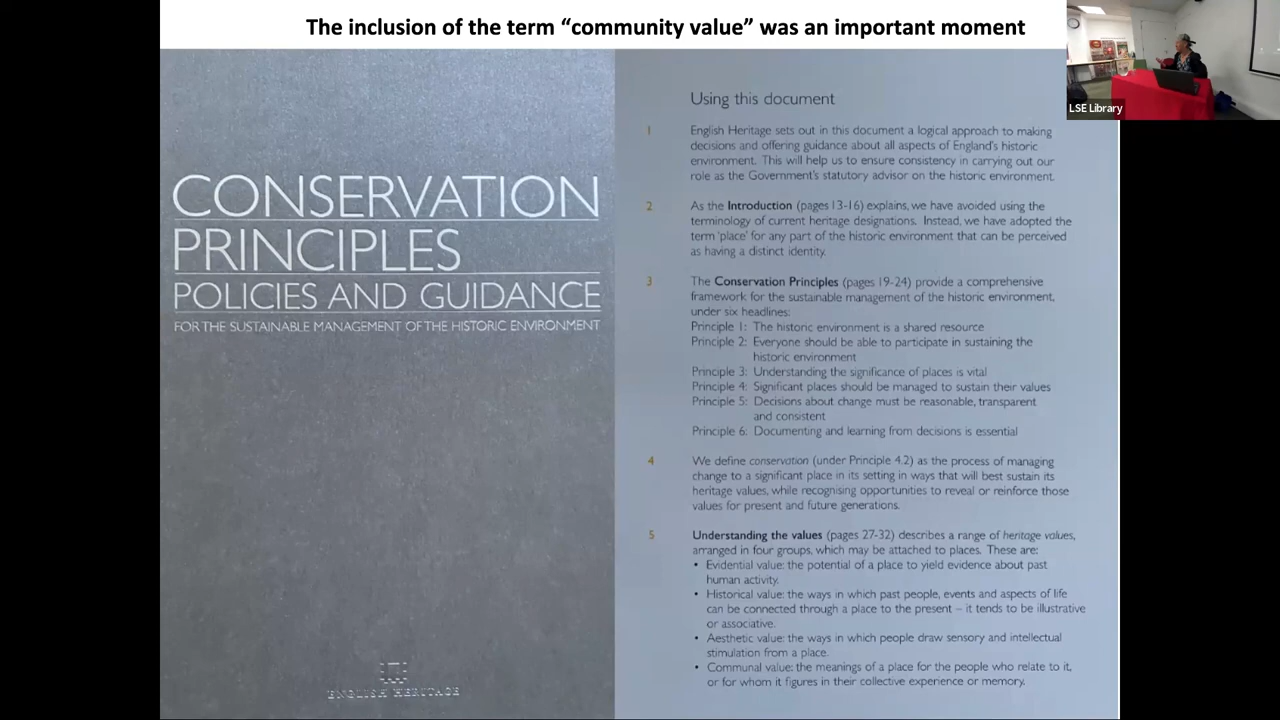 The inclusion of the term “community value” was an important moment
LSE Library
CONSERVATION
PRINCIPLES
POLICIES AND GUIDANCE
FOR THE SUSTAINABLE MANAGEMENT OF THE HISTORIC ENVIRONMENT
ENGLISH HERITAGE
Using this document
1 English Heritage sets out in this document a logical approach to making
decisions and offering guidance about all aspects of England's historic
environment. This will help us to ensure consistency in carrying out our
role as the Government's statutory advisor on the historic environment.
2 As the Introduction (pages 13-16) explains, we have avoided using the
terminology of current heritage designations. Instead, we have adopted the
term 'place' for any part of the historic environment that can be perceived
as having a distinct identity.
3 The Conservation Principles (pages 19-24) provide a comprehensive
framework for the sustainable management of the historic environment,
under six headlines:
Principle 1: The historic environment is a shared resource
Principle 2: Everyone should be able to participate in sustaining the
historic environment
Principle 3: Understanding the significance of places is vital
Principle 4: Significant places should be managed to sustain their values
Principle 5: Decisions about change must be reasonable, transparent
and consistent
Principle 6: Documenting and learning from decisions is essential
4 We define conservation (under Principle 4.2) as the process of managing
change to a significant place in its setting in ways that will best sustain its
heritage values, while recognising opportunities to reveal or reinforce those
values for present and future generations.
5 Understanding the values (pages 27-32) describes a range of heritage values,
arranged in four groups, which may be attached to places. These are:
• Evidential value: the potential of a place to yield evidence about past
human activity.
• Historical value: the ways in which past people, events and aspects of life
can be connected through a place to the present – it tends to be illustrative
or associative.
• Aesthetic value: the ways in which people draw sensory and intellectual
stimulation from a place.
• Communal value: the meanings of a place for the people who relate to it,
or for whom it figures in their collective experience or memory.